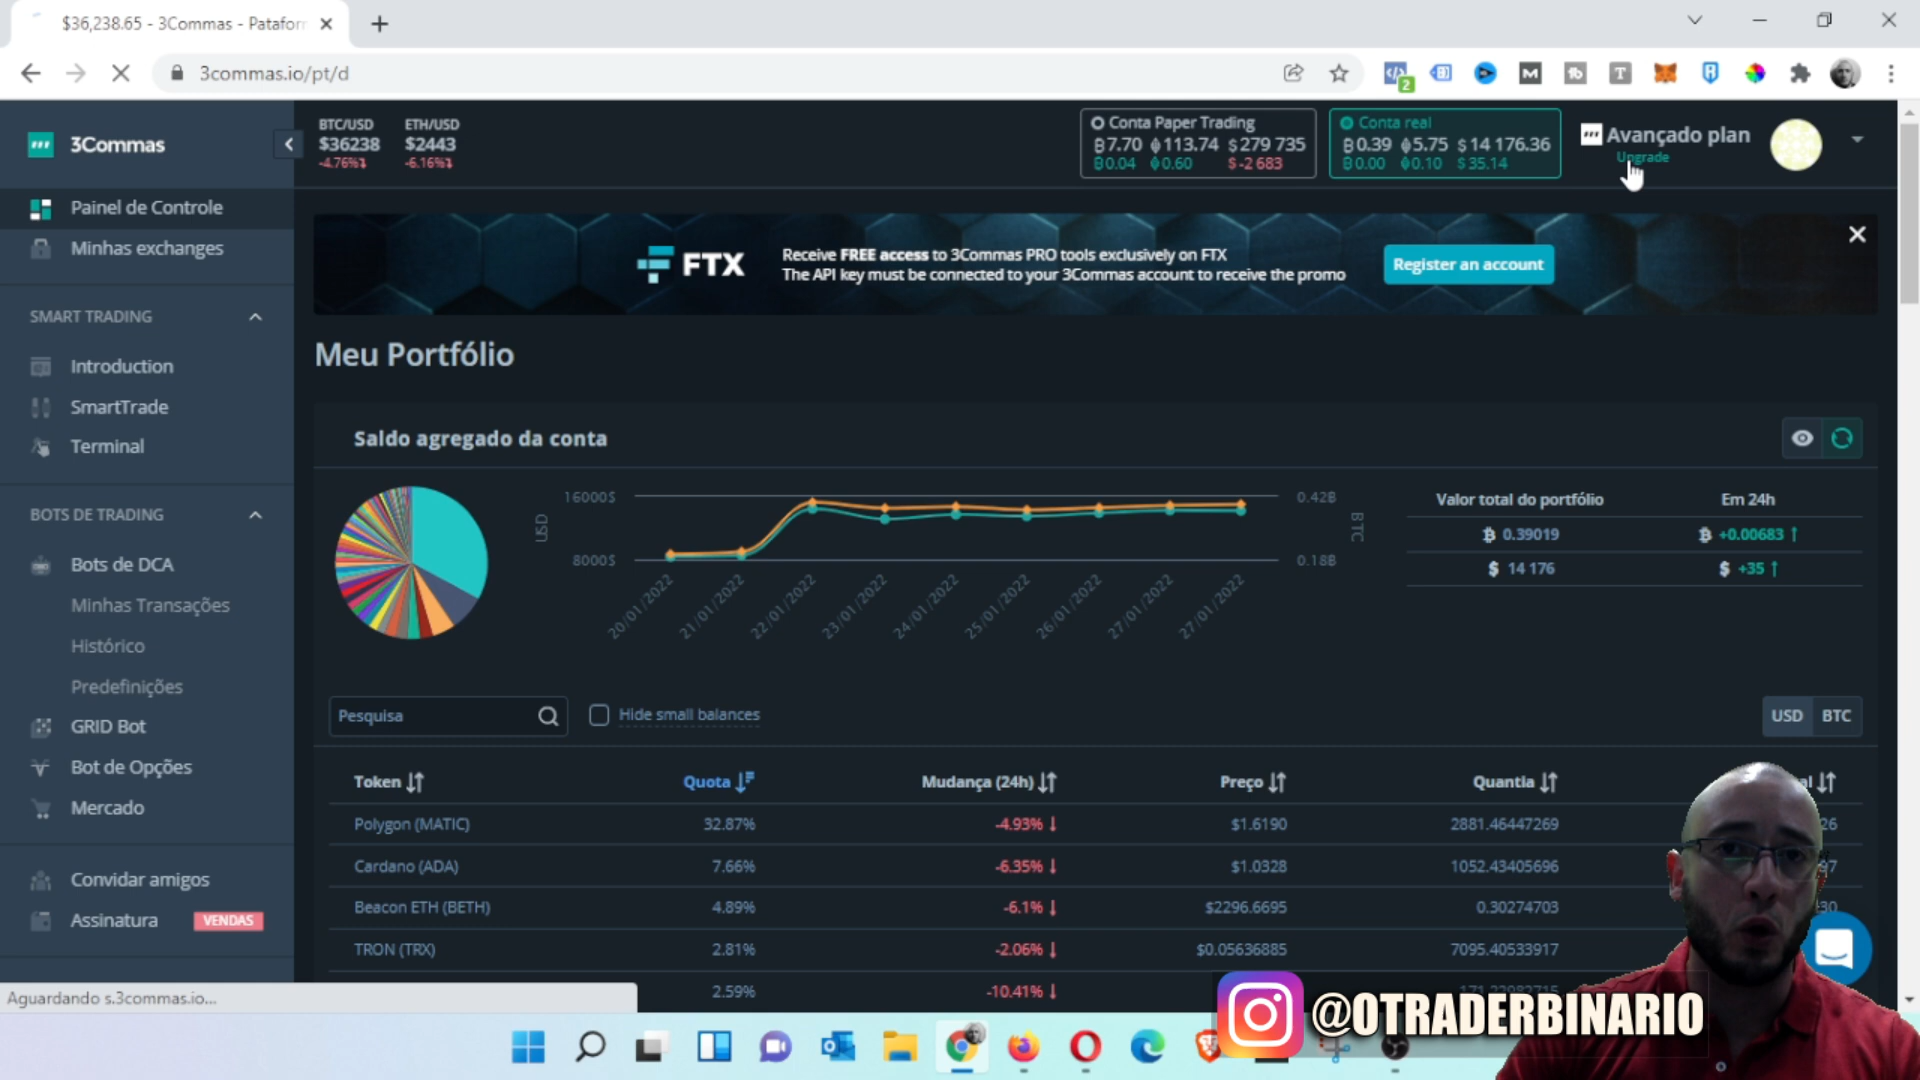 $36,238.65 - 3Commas - Platafor
3commas.io/pt/d
2
3Commas
BTC/USD
$36238
-4.76%
ETH/USD
$2443
-6.16%
Conta Paper Trading
7.70 113.74 $ 279 735
0.04 0.60 $ -2 683
Conta real
0.39 5.75 $ 14 176.36
0.00 0.10 $ 35.14
Avançado plan
Upgrade
Painel de Controle
Minhas exchanges
SMART TRADING
Introduction
SmartTrade
Terminal
BOTS DE TRADING
Bots de DCA
Minhas Transações
Histórico
Predefinições
GRID Bot
Bot de Opções
Mercado
Convidar amigos
Assinatura VENDAS
FTX
Receive FREE access to 3Commas PRO tools exclusively on FTX
The API key must be connected to your 3Commas account to receive the promo
Register an account
Meu Portfólio
Saldo agregado da conta
USD
16000$
8000$
0.42B
0.18B
BTC
20/01/2022
21/01/2022
22/01/2022
23/01/2022
24/01/2022
25/01/2022
26/01/2022
27/01/2022
27/01/2022
Valor total do portfólio Em 24h
0.39019 +0.00683
$ 14 176 $ +35
Pesquisa
Hide small balances
USD BTC
Token Quota Mudança (24h) Preço Quantia
Polygon (MATIC) 32.87% -4.93% $1.6190 2881.46447269 26
Cardano (ADA) 7.66% -6.35% $1.0328 1052.43405696 97
Beacon ETH (BETH) 4.89% -6.1% $2296.6695 0.30274703 30
TRON (TRX) 2.81% -2.06% $0.05636885 7095.40533917
2.59% -10.41%
Aguardando s.3commas.io...
@OTRADERBINARIO